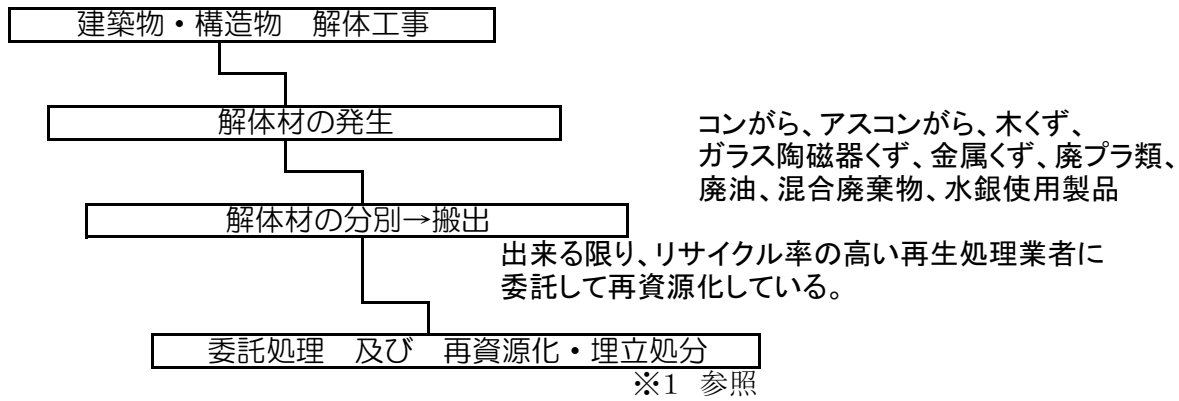 建築物・構造物　解体工事
解体材の発生
コンがら、アスコンがら、木くず、
ガラス陶磁器くず、金属くず、廃プラ類、
廃油、混合廃棄物、水銀使用製品
解体材の分別→搬出
出来る限り、リサイクル率の高い再生処理業者に
委託して再資源化している。
委託処理　及び　再資源化・埋立処分
※1　参照